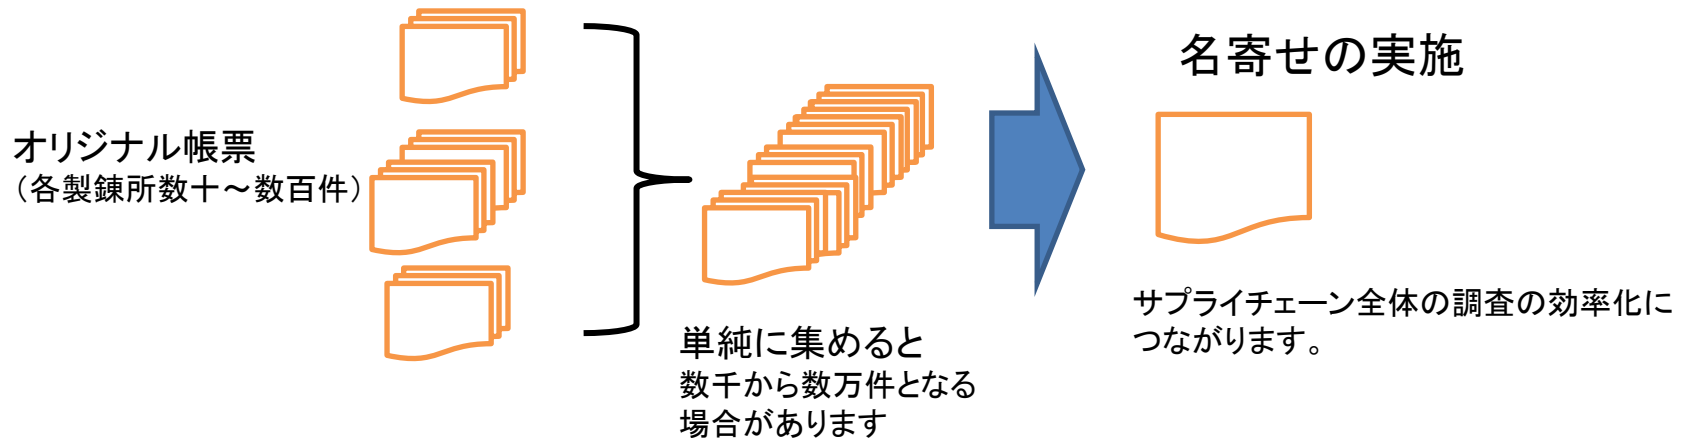 オリジナル帳票
（各製錬所数十～数百件）
単純に集めると
数千から数万件となる
場合があります
名寄せの実施
サプライチェーン全体の調査の効率化に
つながります。